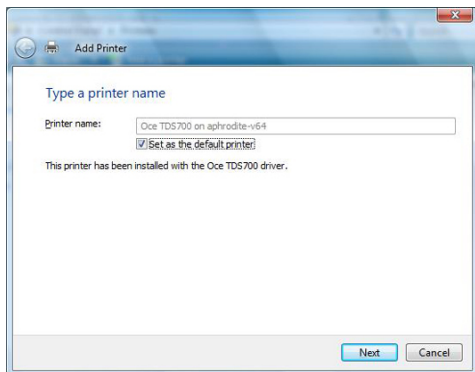 Add Printer
Type a printer name
Printer name:
Oce TDS700 on aphrodite-v64
Set as the default printer
This printer has been installed with the Oce TDS700 driver.
Next
Cancel